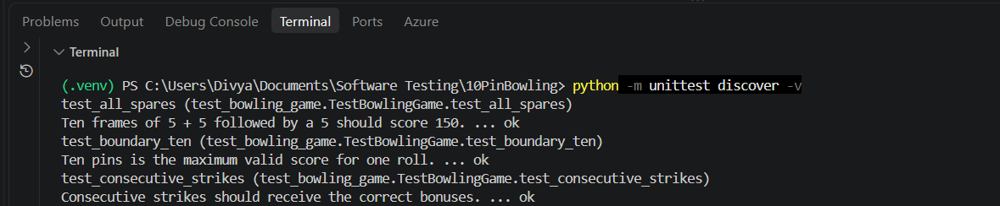 Problems Output Debug Console Terminal Ports Azure
Terminal
(.venv) PS C:\Users\Divya\Documents\Software Testing\10PinBowling> python -m unittest discover -v
test_all_spares (test_bowling_game.TestBowlingGame.test_all_spares)
Ten frames of 5 + 5 followed by a 5 should score 150. ... ok
test_boundary_ten (test_bowling_game.TestBowlingGame.test_boundary_ten)
Ten pins is the maximum valid score for one roll. ... ok
test_consecutive_strikes (test_bowling_game.TestBowlingGame.test_consecutive_strikes)
Consecutive strikes should receive the correct bonuses. ... ok